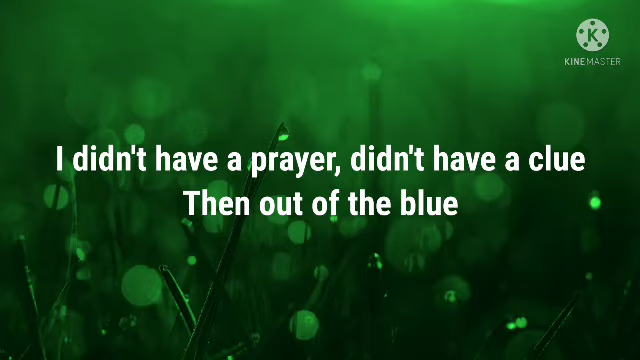 K
KINEMASTER
I didn't have a prayer, didn't have a clue
Then out of the blue